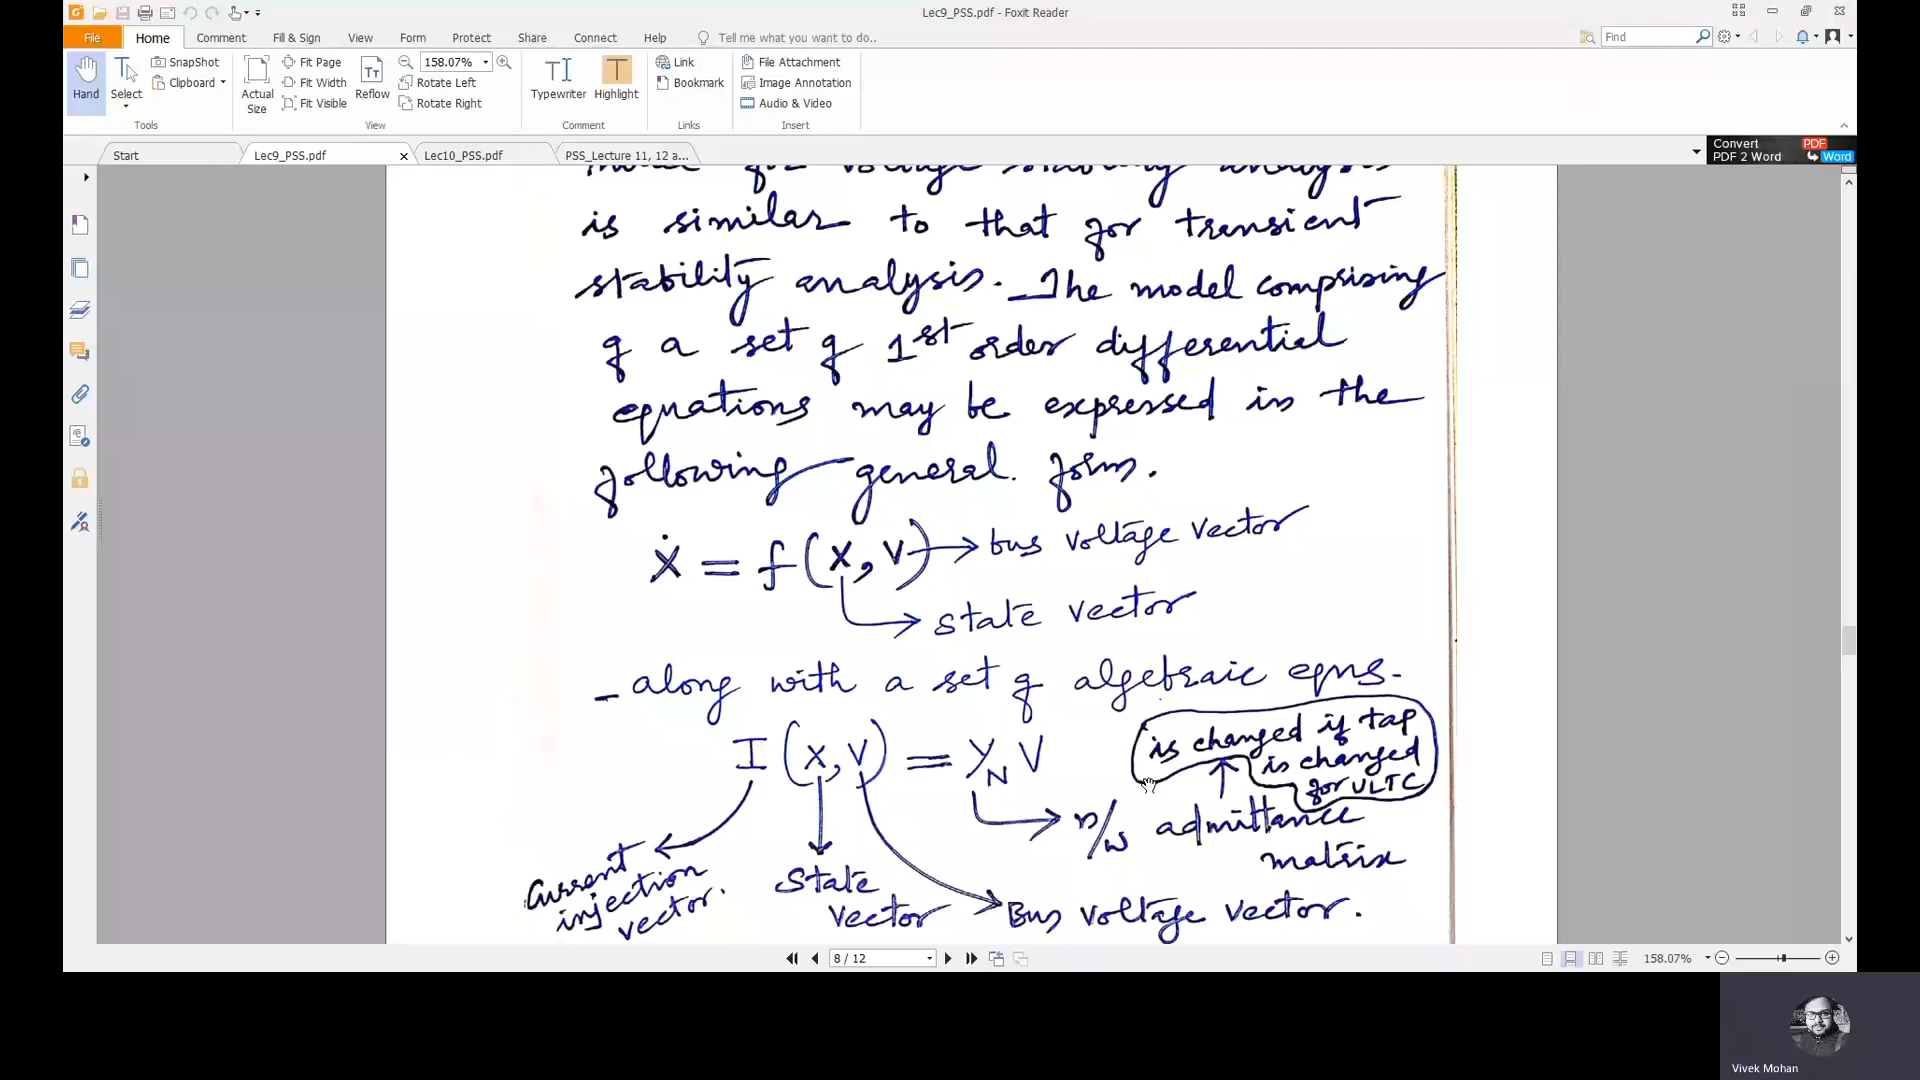 Lec9_PSS.pdf - Foxit Reader
File Home Comment Fill & Sign View Form Protect Share Connect Help Tell me what you want to do.. Find
Hand
Select
SnapShot
Clipboard
Tools
Actual Size
Fit Page
Fit Width
Fit Visible
Reflow
158.07%
Rotate Left
Rotate Right
View
Typewriter
Highlight
Comment
Link
Bookmark
Links
File Attachment
Image Annotation
Audio & Video
Insert
Start Lec9_PSS.pdf Lec10_PSS.pdf PSS_Lecture 11, 12 a...
Convert PDF
PDF 2 Word Word
for voltage stability analysis
is similar to that for transient
stability analysis. The model comprising
of a set of 1st order differential
equations may be expressed in the
following general form.
Ẋ = f(X, V) → bus voltage vector
→ state vector
- along with a set of algebraic eqns.
I (X, V) = Y_N V
is changed if tap
is changed
for ULTC
→ n/w admittance
matrix
Current
injection
vector.
State
vector
Bus voltage vector.
8 / 12
158.07%
Vivek Mohan